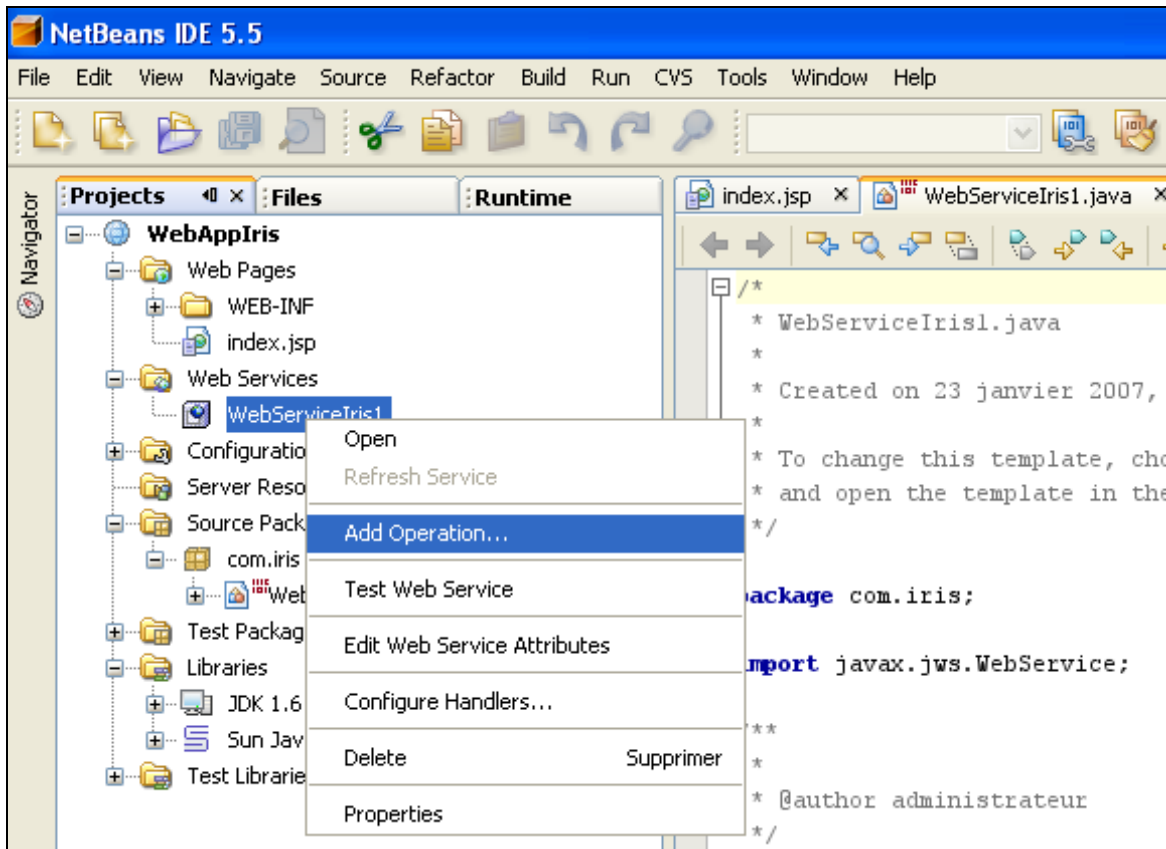 NetBeans IDE 5.5
File Edit View Navigate Source Refactor Build Run CVS Tools Window Help
Navigator
Projects Files Runtime
WebAppIris
Web Pages
WEB-INF
index.jsp
Web Services
WebServiceIris1
Configuratio
Server Reso
Source Pack
com.iris
Web
Test Packag
Libraries
JDK 1.6
Sun Jav
Test Librarie
Open
Refresh Service
Add Operation...
Test Web Service
Edit Web Service Attributes
Configure Handlers...
Delete Supprimer
Properties
index.jsp WebServiceIris1.java
/*
* WebServiceIris1.java
*
* Created on 23 janvier 2007,
*
* To change this template, cho
* and open the template in the
*/
package com.iris;
import javax.jws.WebService;
/**
*
* @author administrateur
*/